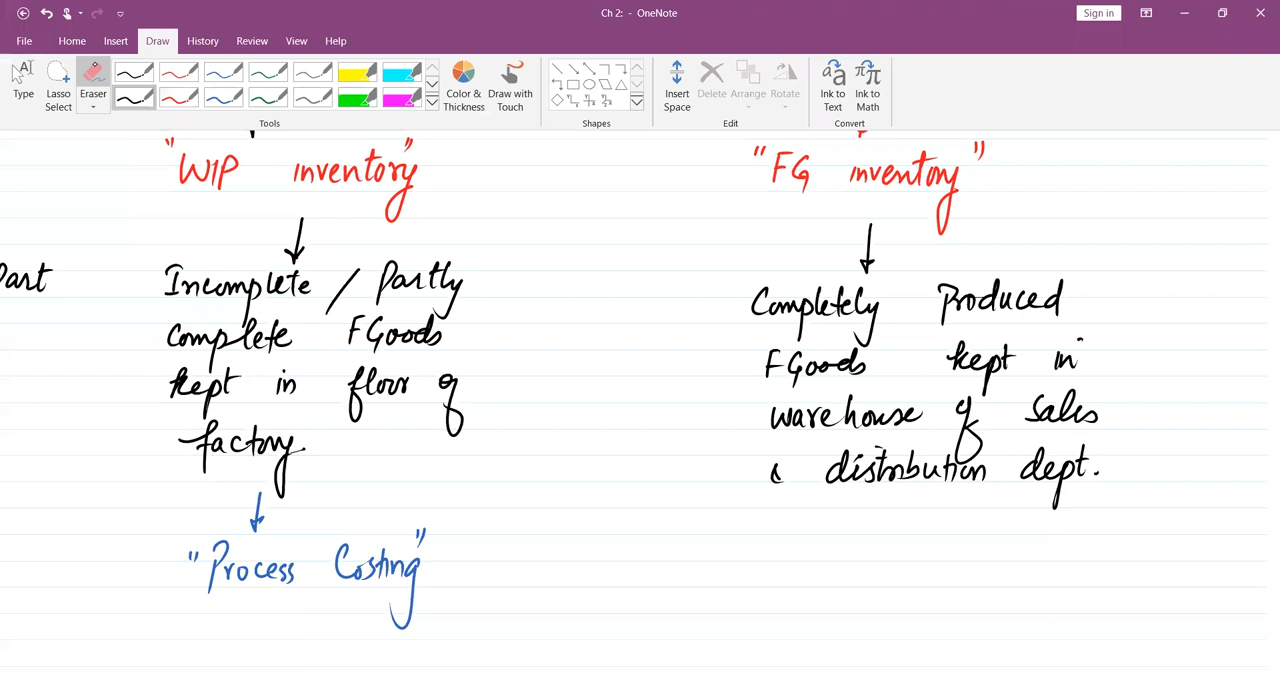 Ch 2: - OneNote
Sign in
File Home Insert Draw History Review View Help
Type
Lasso Select
Eraser
Color & Thickness
Draw with Touch
Insert Space
Delete
Arrange
Rotate
Ink to Text
Ink to Math
Tools
Shapes
Edit
Convert
"WIP inventory"
"FG inventory"
Part
Incomplete / Partly
complete FGoods
kept in floor of
factory
"Process Costing"
Completely Produced
FGoods kept in
warehouse of Sales
& distribution dept.